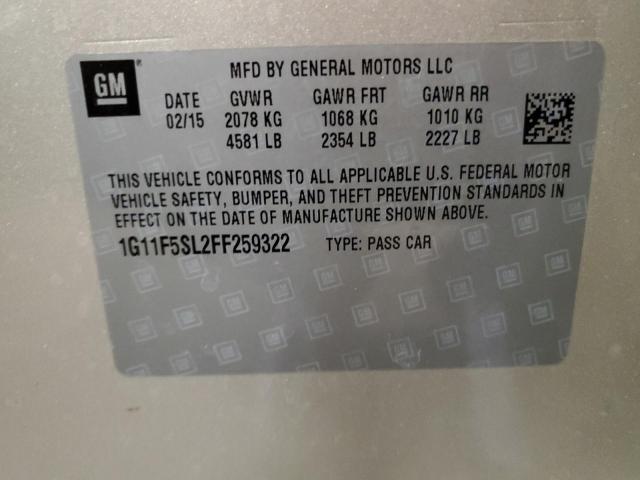 GM
MFD BY GENERAL MOTORS LLC
DATE GVWR GAWR FRT GAWR RR
02/15 2078 KG 1068 KG 1010 KG
4581 LB 2354 LB 2227 LB
THIS VEHICLE CONFORMS TO ALL APPLICABLE U.S. FEDERAL MOTOR
VEHICLE SAFETY, BUMPER, AND THEFT PREVENTION STANDARDS IN
EFFECT ON THE DATE OF MANUFACTURE SHOWN ABOVE.
1G11F5SL2FF259322 TYPE: PASS CAR